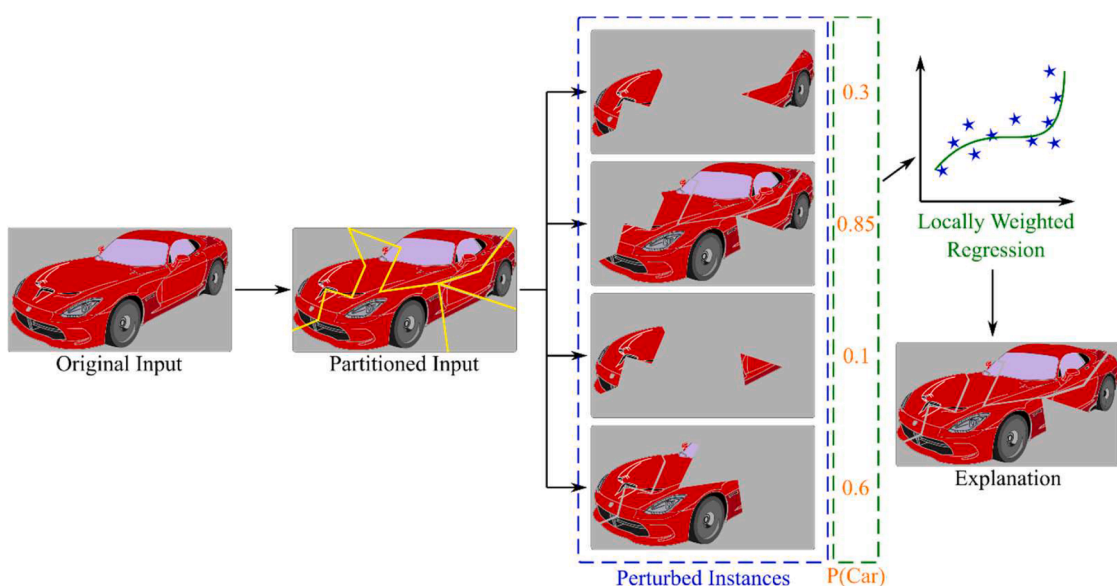 0.3
0.85
0.1
0.6
Original Input
Partitioned Input
Perturbed Instances
P(Car)
Locally Weighted
Regression
Explanation